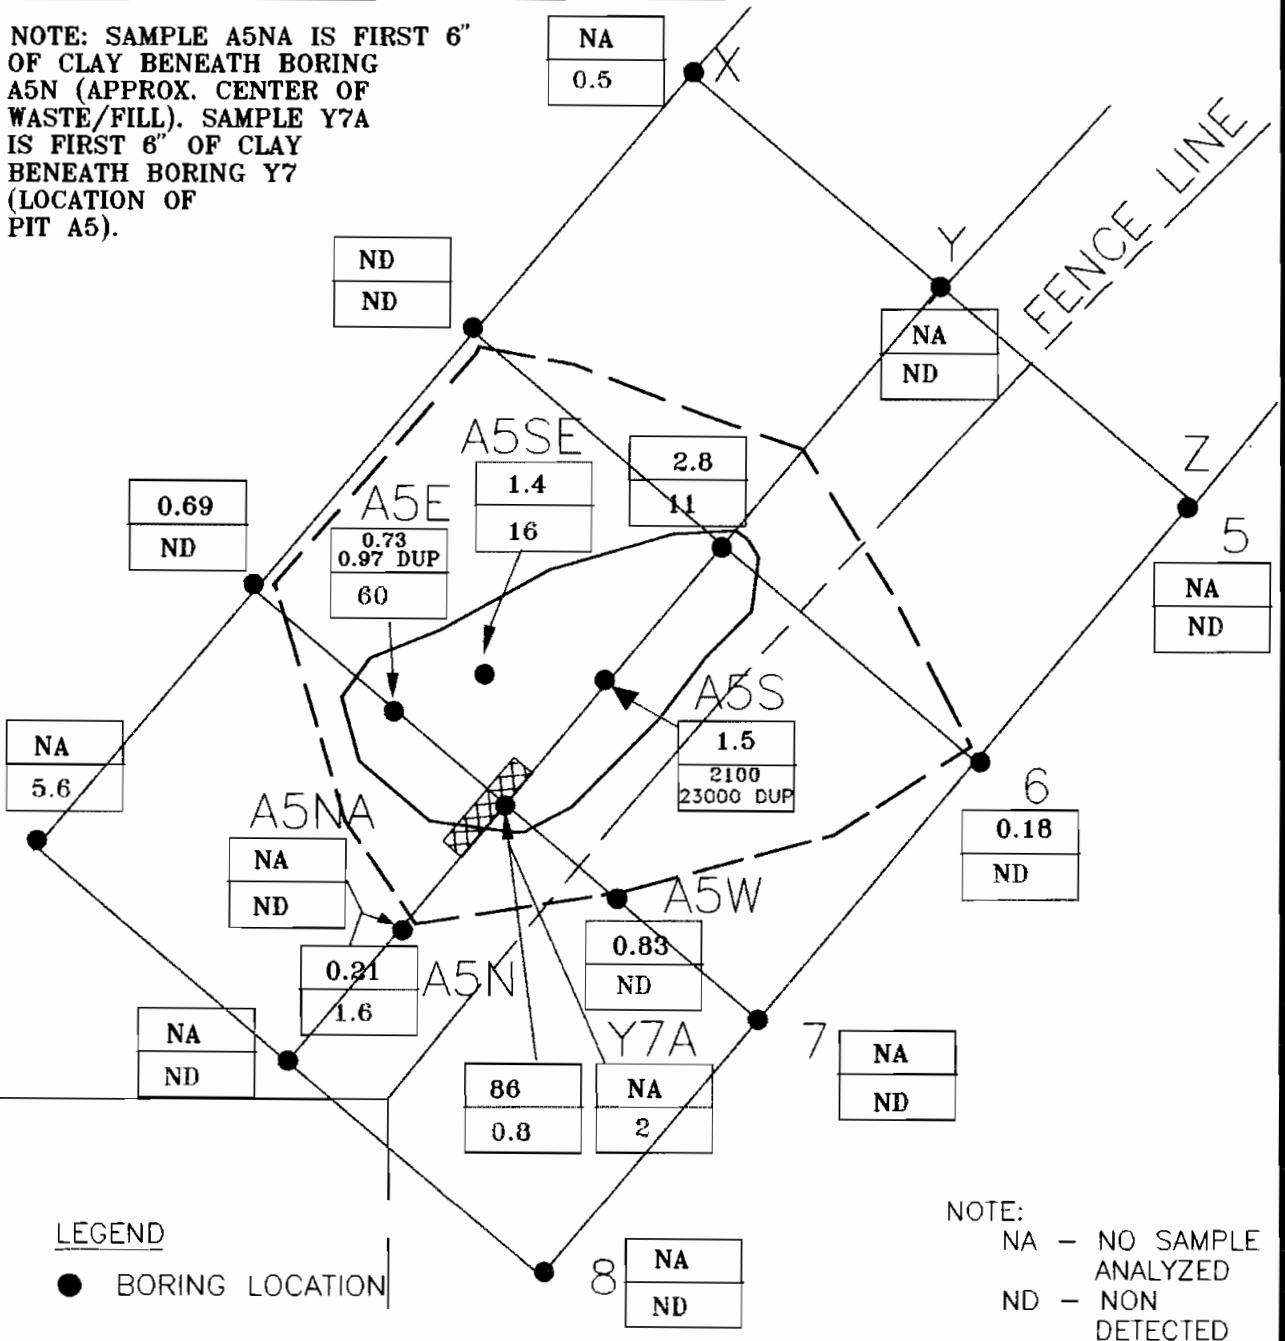 NOTE: SAMPLE A5NA IS FIRST 6"
OF CLAY BENEATH BORING
A5N (APPROX. CENTER OF
WASTE/FILL). SAMPLE Y7A
IS FIRST 6" OF CLAY
BENEATH BORING Y7
(LOCATION OF
PIT A5).
NA
0.5
X
FENCE LINE
Y
ND
ND
NA
ND
A5SE
1.4
16
2.8
11
Z
5
NA
ND
0.69
ND
A5E
0.73
0.97 DUP
60
A5S
1.5
2100
23000 DUP
NA
5.6
6
0.18
ND
A5NA
NA
ND
A5W
0.83
ND
0.21
1.6
A5N
NA
ND
Y7A
86
0.8
NA
2
7
NA
ND
LEGEND
BORING LOCATION
8
NA
ND
NOTE:
NA - NO SAMPLE
ANALYZED
ND - NON
DETECTED